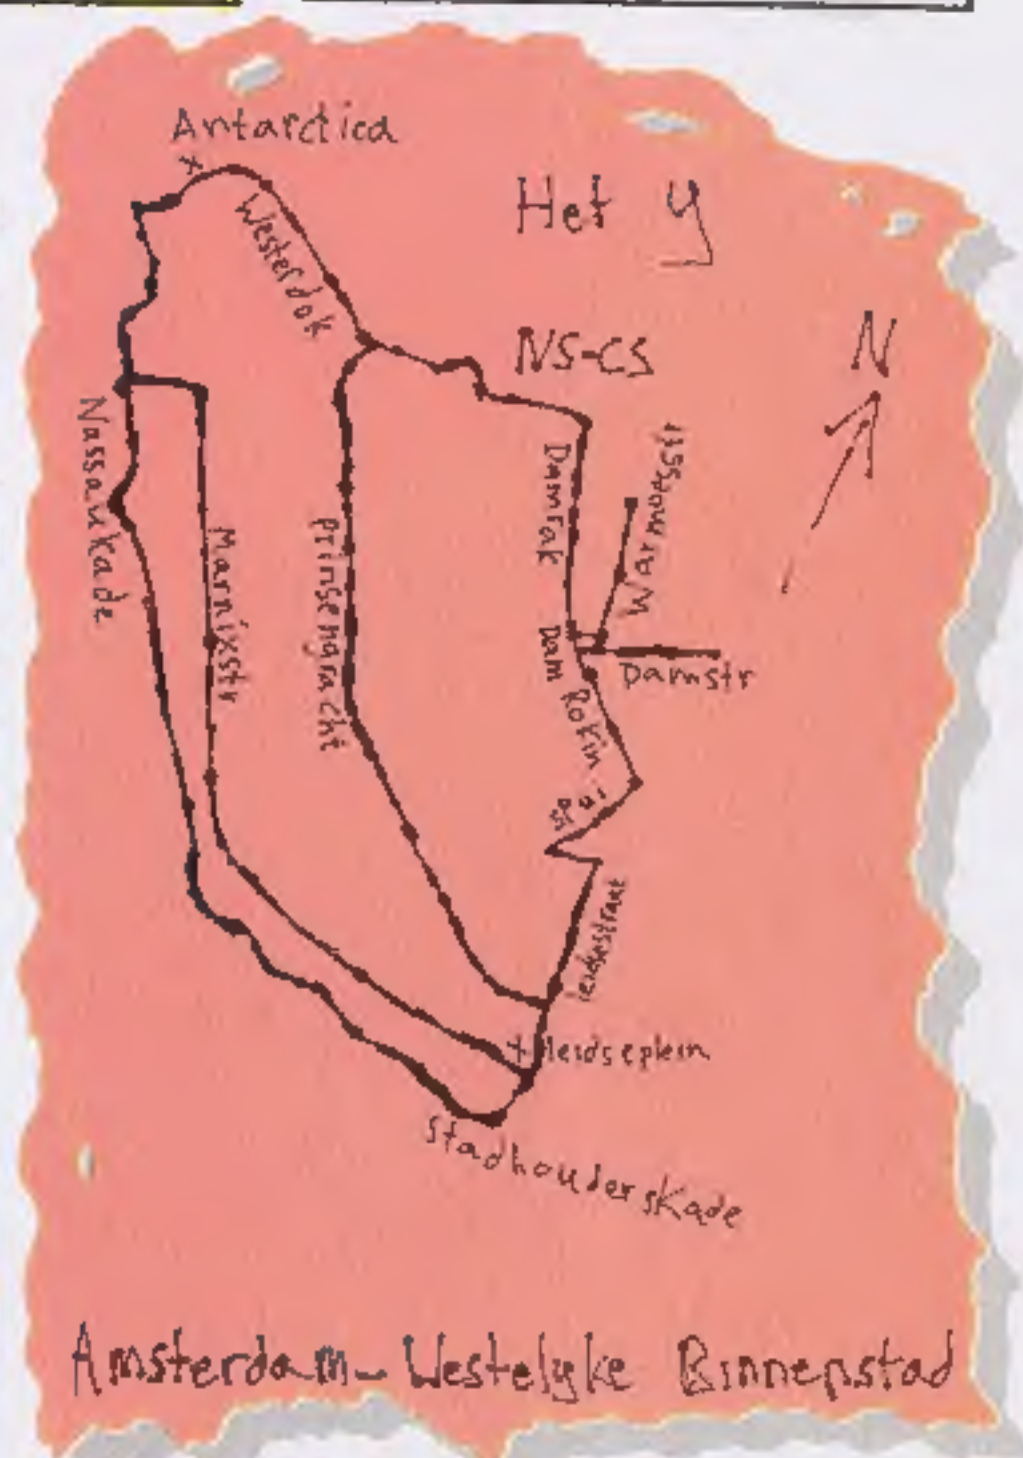 Antarctica
Het Y
Westerdok
NS-CS
N
Nassaukade
Damrak
Warmoesstr
Marnixstr
Prinsengracht
Dam
Damstr
Rokin
Spui
leidsestraat
leidseplein
Stadhouderskade
Amsterdam-Westelyke Binnenstad